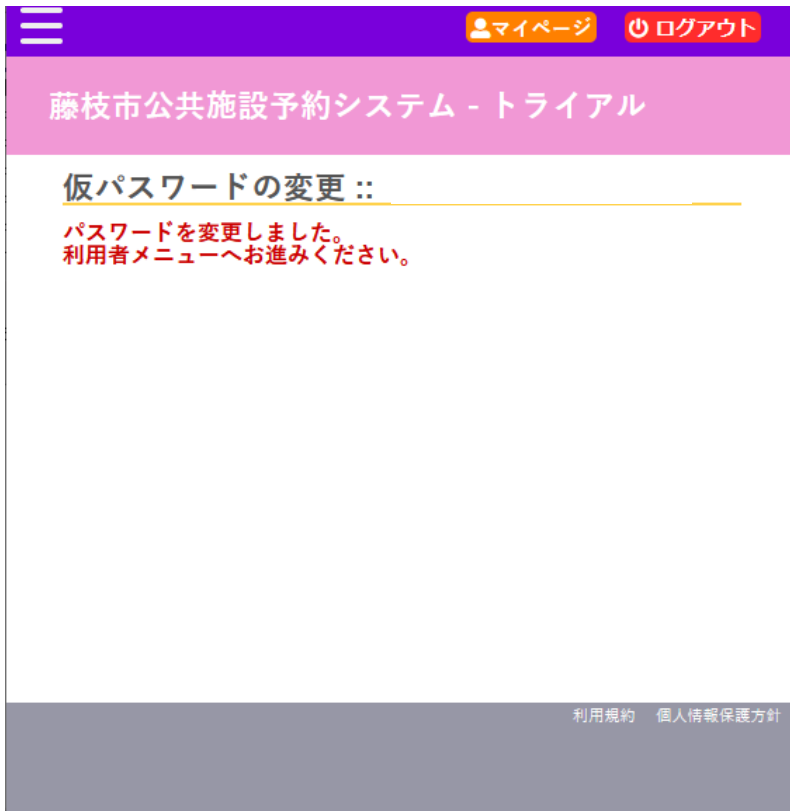 マイページ ログアウト
藤枝市公共施設予約システム - トライアル
仮パスワードの変更 ::
パスワードを変更しました。
利用者メニューへお進みください。
利用規約 個人情報保護方針